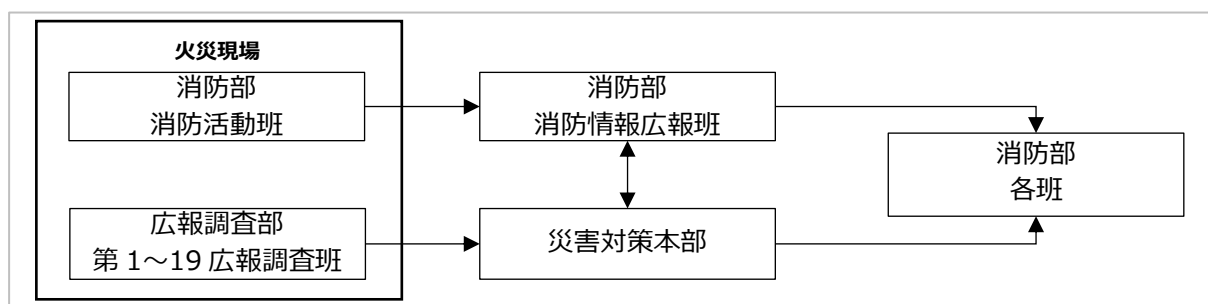 火災現場
消防部
消防活動班
消防部
消防情報広報班
消防部
各班
広報調査部
第 1～19 広報調査班
災害対策本部